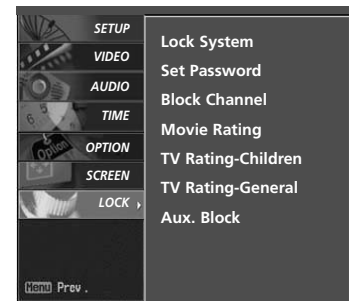 SETUP
VIDEO
AUDIO
TIME
OPTION
SCREEN
LOCK
Menu Prev.
Lock System
Set Password
Block Channel
Movie Rating
TV Rating-Children
TV Rating-General
Aux. Block